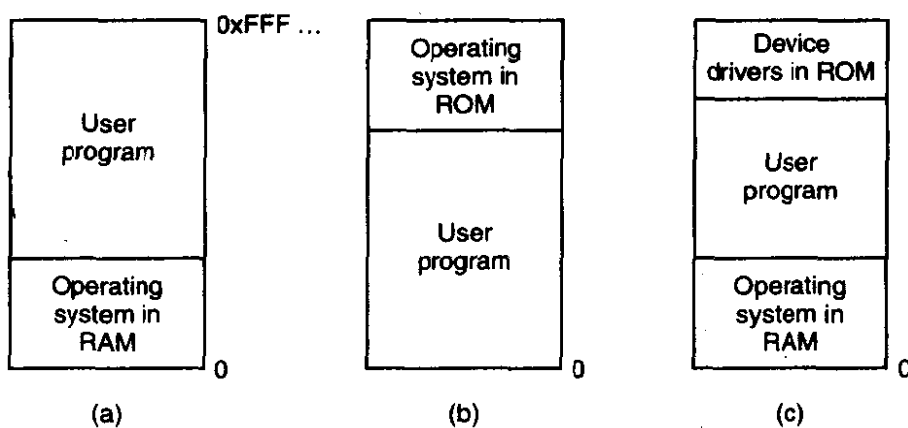 0xFFF ...
User
program
Operating
system in
RAM
0
(a)
Operating
system in
ROM
User
program
0
(b)
Device
drivers in ROM
User
program
Operating
system in
RAM
0
(c)